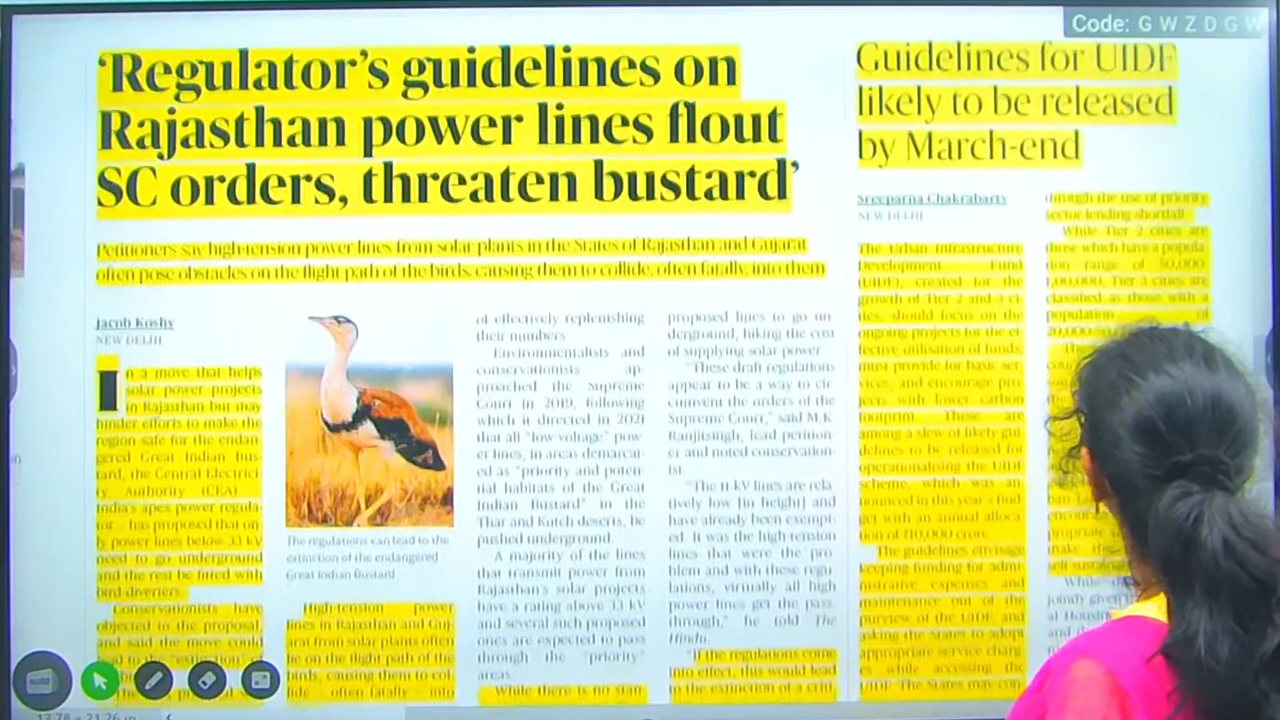 Code: G W Z D G W
‘Regulator’s guidelines on
Rajasthan power lines flout
SC orders, threaten bustard’
Petitioners say high-tension power lines from solar plants in the States of Rajasthan and Gujarat
often pose obstacles on the flight path of the birds, causing them to collide, often fatally, into them
Jacob Koshy
NEW DELHI
In a move that helps
solar power projects
in Rajasthan but may
hinder efforts to make the
region safe for the endan-
gered Great Indian Bus-
tard, the Central Electrici-
ty Authority (CEA) –
India's apex power regula-
tor – has proposed that on-
ly power lines below 33 kV
need to go underground
and the rest be fitted with
bird-diverters.
Conservationists have
objected to the proposal,
and said the move could
to the "extinction"
The regulations can lead to the
extinction of the endangered
Great Indian Bustard
High-tension power
lines in Rajasthan and Guj-
arat from solar plants often
lie on the flight path of the
birds, causing them to col-
lide, often fatally, into
of effectively replenishing
their numbers.
Environmentalists and
conservationists ap-
proached the Supreme
Court in 2019, following
which it directed in 2021
that all "low-voltage" pow-
er lines, in areas demarcat-
ed as "priority and poten-
tial habitats of the Great
Indian Bustard" in the
Thar and Kutch deserts, be
pushed underground.
A majority of the lines
that transmit power from
Rajasthan's solar projects
have a rating above 33 kV
and several such proposed
ones are expected to pass
through the "priority"
areas.
While there is no stan-
proposed lines to go un-
derground, hiking the cost
of supplying solar power.
"These draft regulations
appear to be a way to cir-
cumvent the orders of the
Supreme Court," said M.K.
Ranjitsingh, lead petition-
er and noted conservation-
ist.
"The 11-kV lines are rela-
tively low [in height] and
have already been exempt-
ed. It was the high-tension
lines that were the pro-
blem and with these regu-
lations, virtually all high
power lines get the pass
through," he told The
Hindu.
"If the regulations come
into effect, this would lead
to the extinction of a crit-
Guidelines for UIDF
likely to be released
by March-end
Sreeparna Chakrabarty
NEW DELHI
The Urban Infrastructure
Development Fund
(UIDF), created for the
growth of Tier 2 and 3 ci-
ties, should focus on the
ongoing projects for the ef-
fective utilisation of funds,
must provide for basic ser-
vices, and encourage pro-
jects with lower carbon
footprint. These are
among a slew of likely gui-
delines to be released for
operationalising the UIDF
scheme, which was an-
nounced in this year's Bud-
get with an annual alloca-
tion of ₹10,000 crore.
The guidelines envisage
keeping funding for admi-
nistrative expenses and
maintenance out of the
purview of the UIDF, and
asking the States to adopt
appropriate service charg-
es while accessing the
UIDF. The States may
through the use of priority
sector lending shortfall.
While Tier 2 cities are
those which have a popula-
tion range of 50,000-
1,00,000, Tier 3 cities are
classified as those with a
population of
20,000
13.78 × 21.26 in